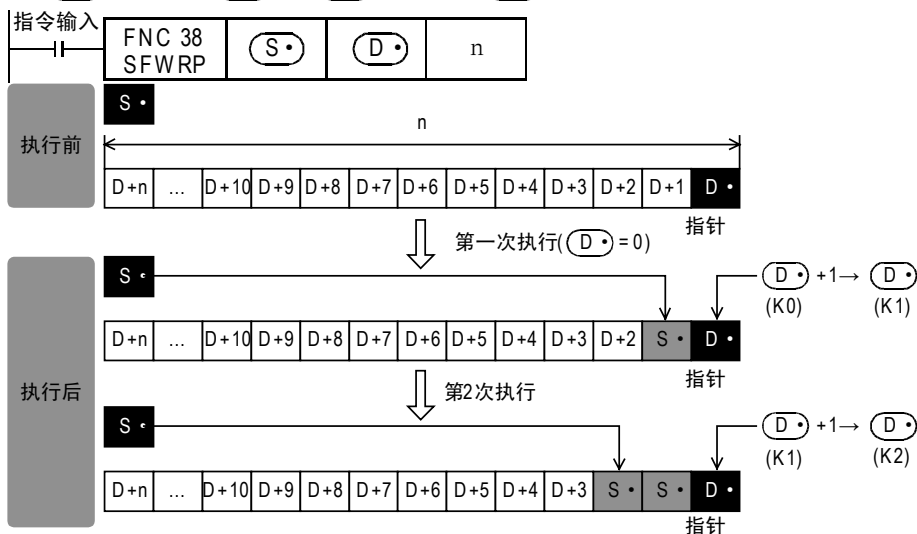 指令输入
FNC 38
SFWRP
S•
D•
n
S•
执行前
n
D+n … D+10 D+9 D+8 D+7 D+6 D+5 D+4 D+3 D+2 D+1 D•
指针
第一次执行(D•=0)
S•
D• +1→ D•
(K0) (K1)
D+n … D+10 D+9 D+8 D+7 D+6 D+5 D+4 D+3 D+2 S• D•
指针
执行后
第2次执行
S•
D• +1→ D•
(K1) (K2)
D+n … D+10 D+9 D+8 D+7 D+6 D+5 D+4 D+3 S• S• D•
指针